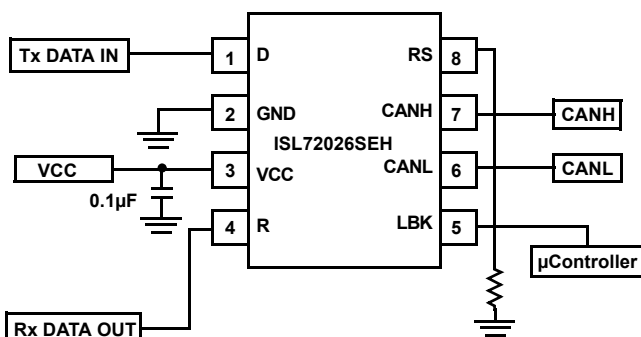 Tx DATA IN
1
D
RS
8
2
GND
CANH
7
CANH
ISL72026SEH
VCC
3
VCC
CANL
6
CANL
0.1µF
4
R
LBK
5
µController
Rx DATA OUT